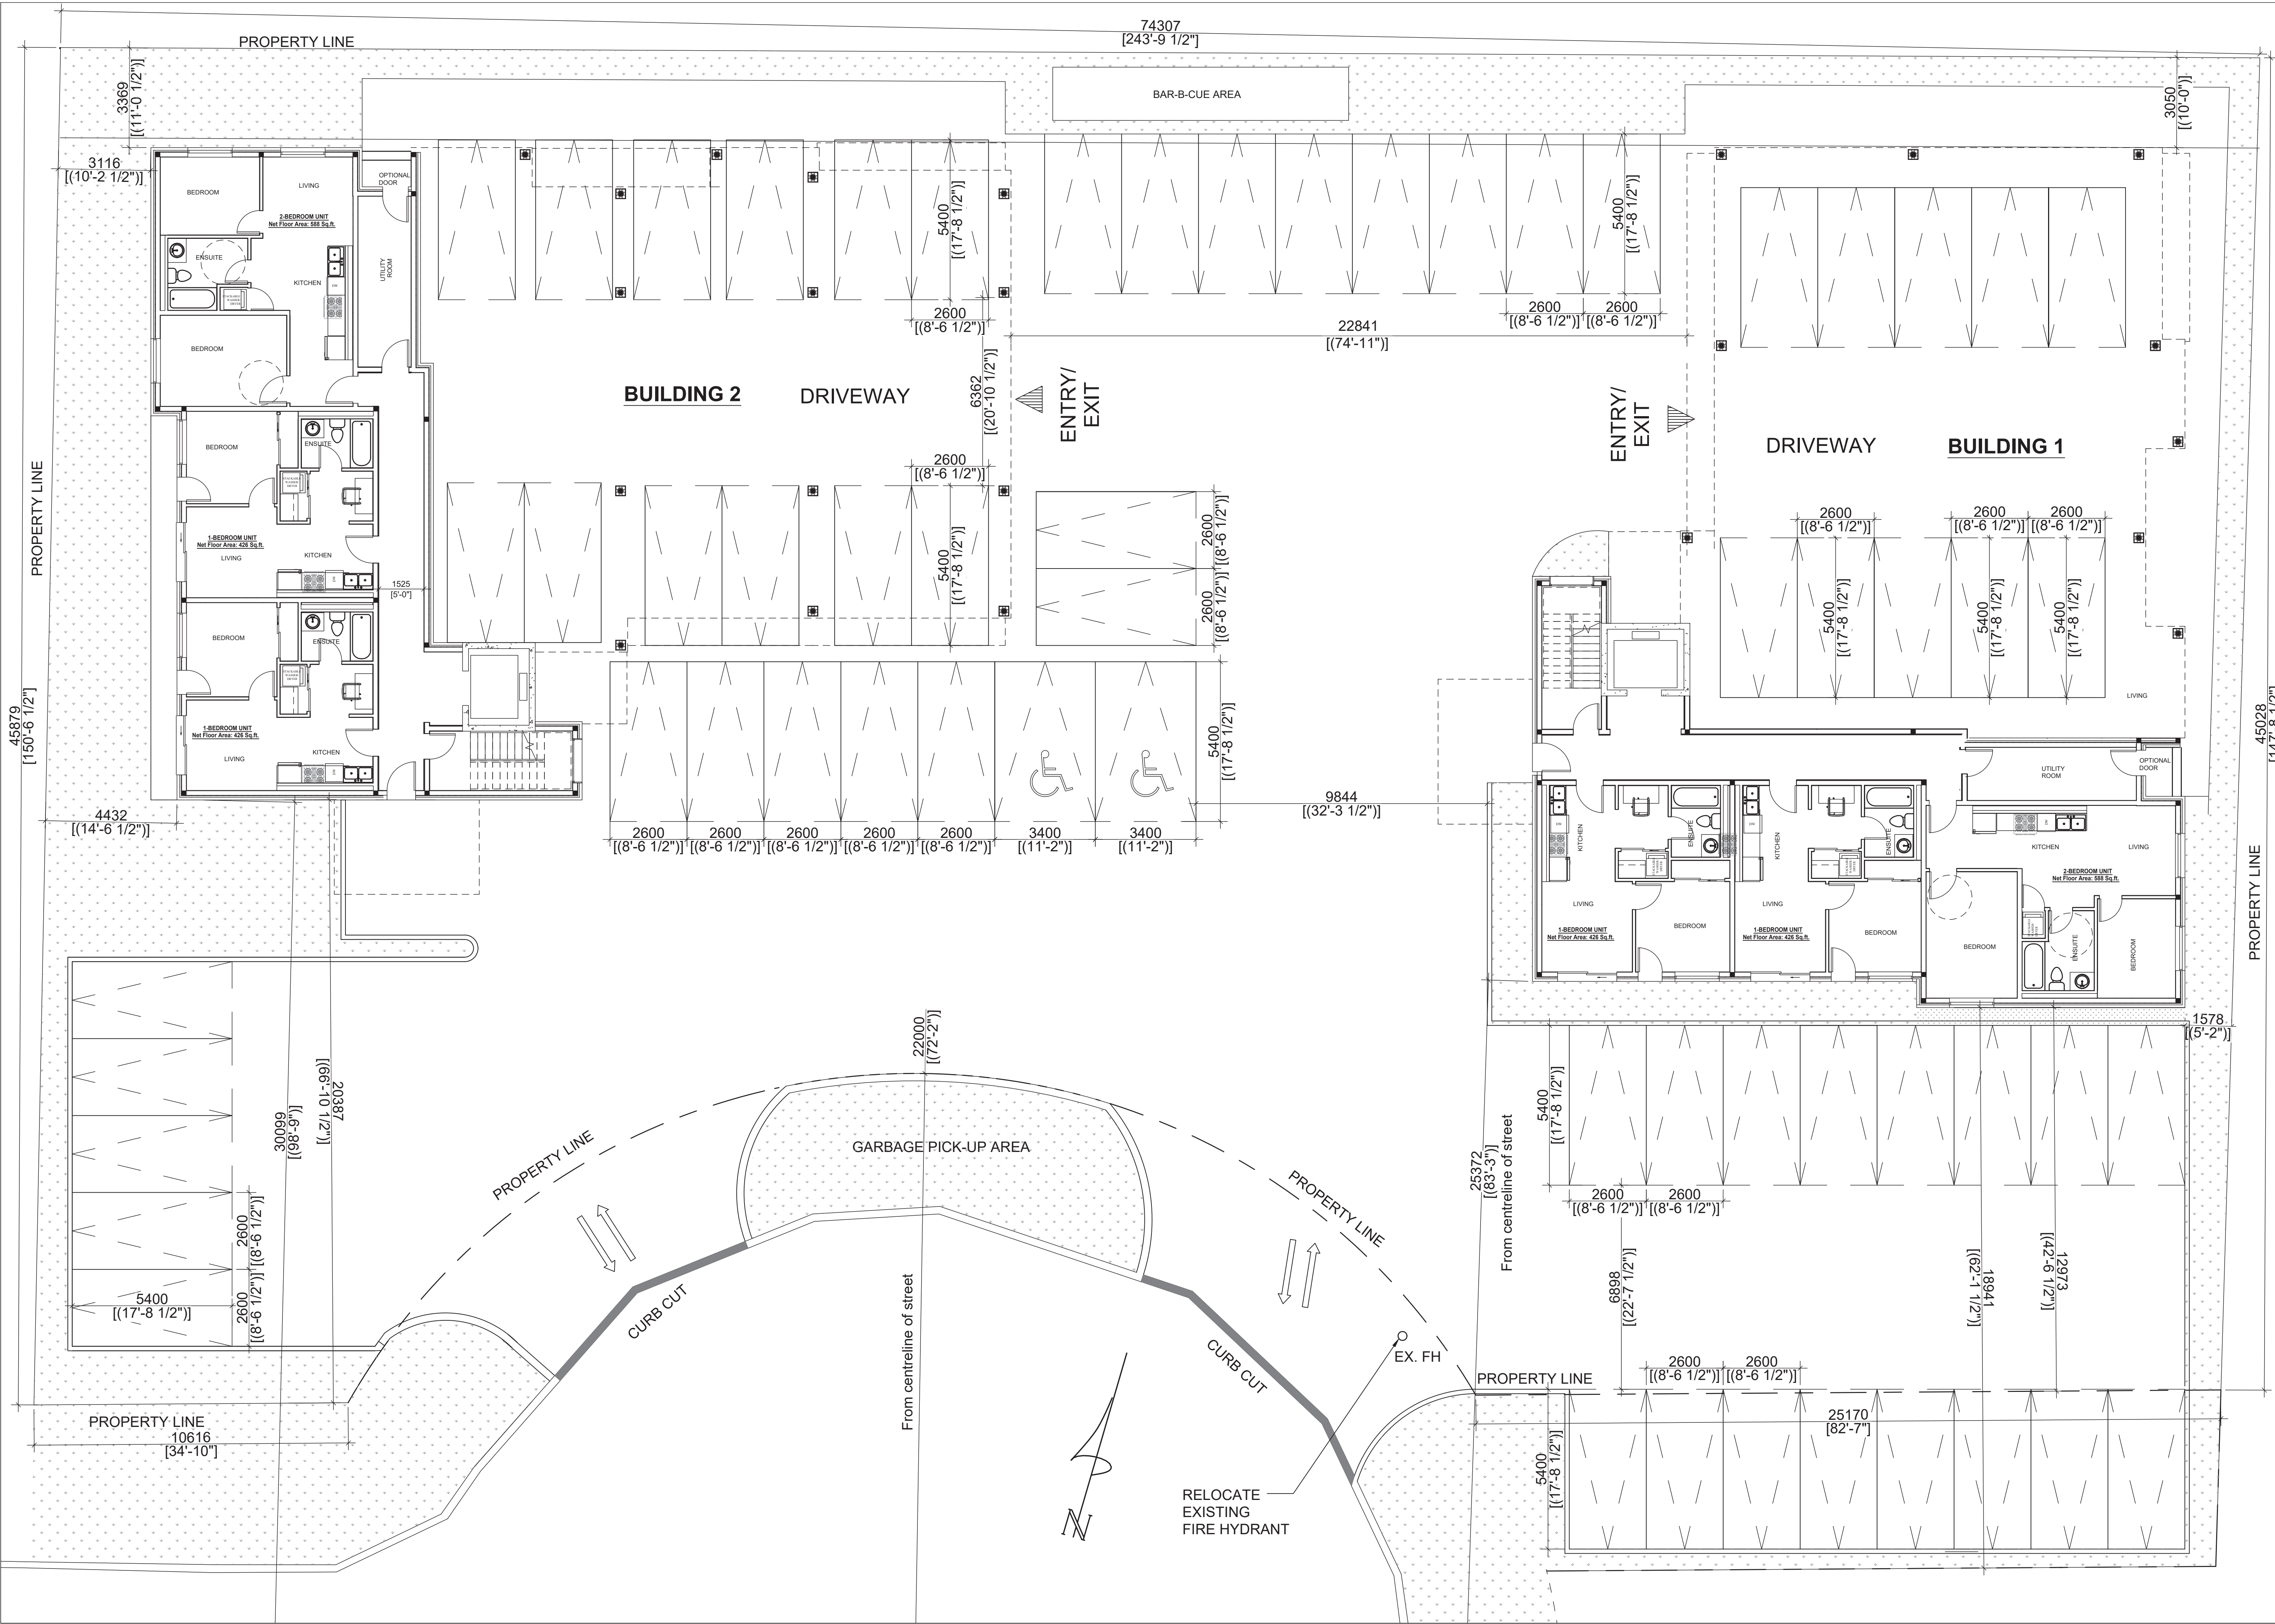 74307
[243'-9 1/2"]
PROPERTY LINE
3369
[(11'-0 1/2")]
BAR-B-CUE AREA
3050
[(10'-0")]
3116
[(10'-2 1/2")]
BEDROOM
LIVING
OPTIONAL
DOOR
2-BEDROOM UNIT
Net Floor Area: 588 Sq.ft.
ENSUITE
KITCHEN
UTILITY
ROOM
BEDROOM
5400
[(17'-8 1/2")]
5400
[(17'-8 1/2")]
2600
[(8'-6 1/2")]
2600
[(8'-6 1/2")]
2600
[(8'-6 1/2")]
22841
[(74'-11")]
6362
[(20'-10 1/2")]
BUILDING 2
DRIVEWAY
ENTRY/
EXIT
ENTRY/
EXIT
DRIVEWAY
BUILDING 1
BEDROOM
ENSUITE
1-BEDROOM UNIT
Net Floor Area: 426 Sq.ft.
LIVING
KITCHEN
1525
[5'-0"]
2600
[(8'-6 1/2")]
5400
[(17'-8 1/2")]
2600
[(8'-6 1/2")]
2600
[(8'-6 1/2")]
2600
[(8'-6 1/2")]
2600
[(8'-6 1/2")]
2600
[(8'-6 1/2")]
5400
[(17'-8 1/2")]
5400
[(17'-8 1/2")]
5400
[(17'-8 1/2")]
LIVING
PROPERTY LINE
45879
[150'-6 1/2"]
BEDROOM
ENSUITE
1-BEDROOM UNIT
Net Floor Area: 426 Sq.ft.
LIVING
KITCHEN
5400
[(17'-8 1/2")]
45028
[147'-8 1/2"]
UTILITY
ROOM
OPTIONAL
DOOR
4432
[(14'-6 1/2")]
2600
[(8'-6 1/2")]
2600
[(8'-6 1/2")]
2600
[(8'-6 1/2")]
2600
[(8'-6 1/2")]
2600
[(8'-6 1/2")]
3400
[(11'-2")]
3400
[(11'-2")]
9844
[(32'-3 1/2")]
KITCHEN
ENSUITE
KITCHEN
ENSUITE
KITCHEN
LIVING
2-BEDROOM UNIT
Net Floor Area: 588 Sq.ft.
LIVING
1-BEDROOM UNIT
Net Floor Area: 426 Sq.ft.
BEDROOM
LIVING
1-BEDROOM UNIT
Net Floor Area: 426 Sq.ft.
BEDROOM
BEDROOM
ENSUITE
BEDROOM
PROPERTY LINE
1578
[(5'-2")]
22000
[(72'-2")]
20387
[(66'-10 1/2")]
30099
[(98'-9")]
GARBAGE PICK-UP AREA
PROPERTY LINE
PROPERTY LINE
25372
[(83'-3")]
From centreline of street
5400
[(17'-8 1/2")]
2600
[(8'-6 1/2")]
2600
[(8'-6 1/2")]
2600
[(8'-6 1/2")]
2600
[(8'-6 1/2")]
5400
[(17'-8 1/2")]
6898
[(22'-7 1/2")]
18941
[(62'-1 1/2")]
12973
[(42'-6 1/2")]
CURB CUT
From centreline of street
CURB CUT
EX. FH
RELOCATE
EXISTING
FIRE HYDRANT
N
PROPERTY LINE
2600
[(8'-6 1/2")]
2600
[(8'-6 1/2")]
25170
[82'-7"]
5400
[(17'-8 1/2")]
PROPERTY LINE
10616
[34'-10"]